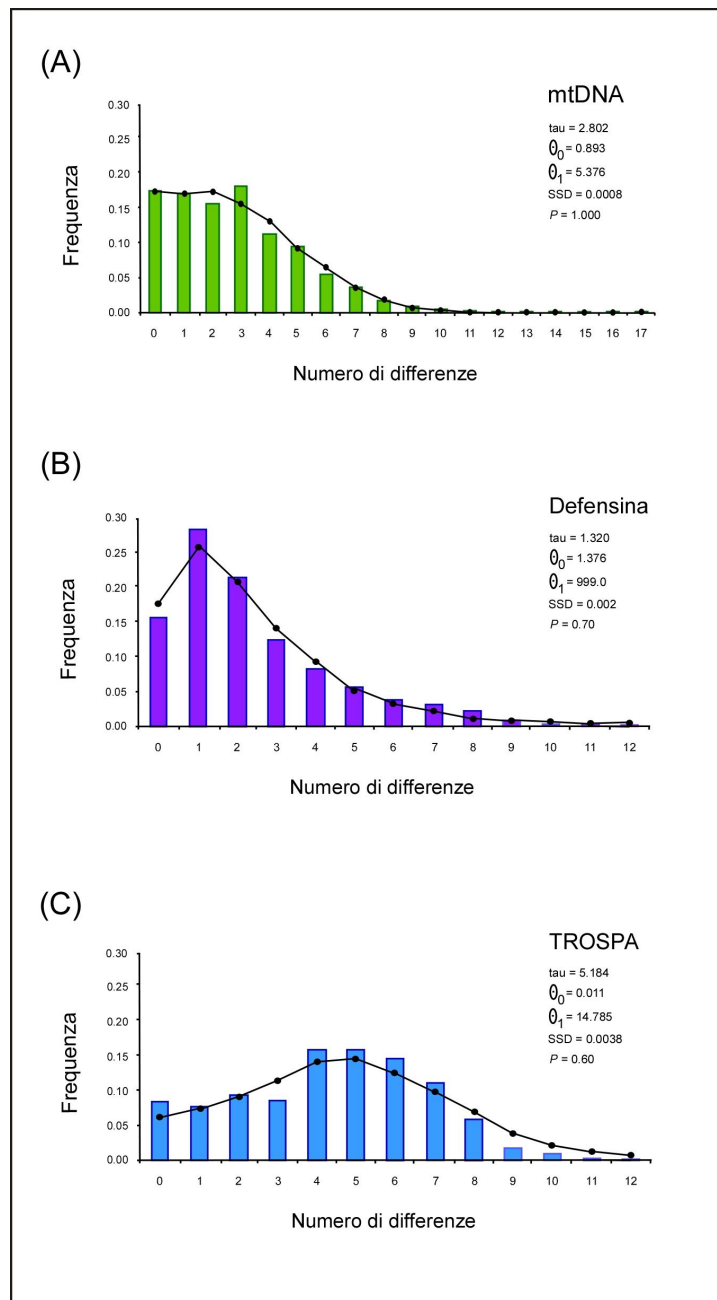 (A)
mtDNA
tau = 2.802
θ0 = 0.893
θ1 = 5.376
SSD = 0.0008
P = 1.000
Frequenza
0.30
0.25
0.20
0.15
0.10
0.05
0.00
0 1 2 3 4 5 6 7 8 9 10 11 12 13 14 15 16 17
Numero di differenze
(B)
Defensina
tau = 1.320
θ0 = 1.376
θ1 = 999.0
SSD = 0.002
P = 0.70
Frequenza
0.30
0.25
0.20
0.15
0.10
0.05
0.00
0 1 2 3 4 5 6 7 8 9 10 11 12
Numero di differenze
(C)
TROSPA
tau = 5.184
θ0 = 0.011
θ1 = 14.785
SSD = 0.0038
P = 0.60
Frequenza
0.30
0.25
0.20
0.15
0.10
0.05
0.00
0 1 2 3 4 5 6 7 8 9 10 11 12
Numero di differenze